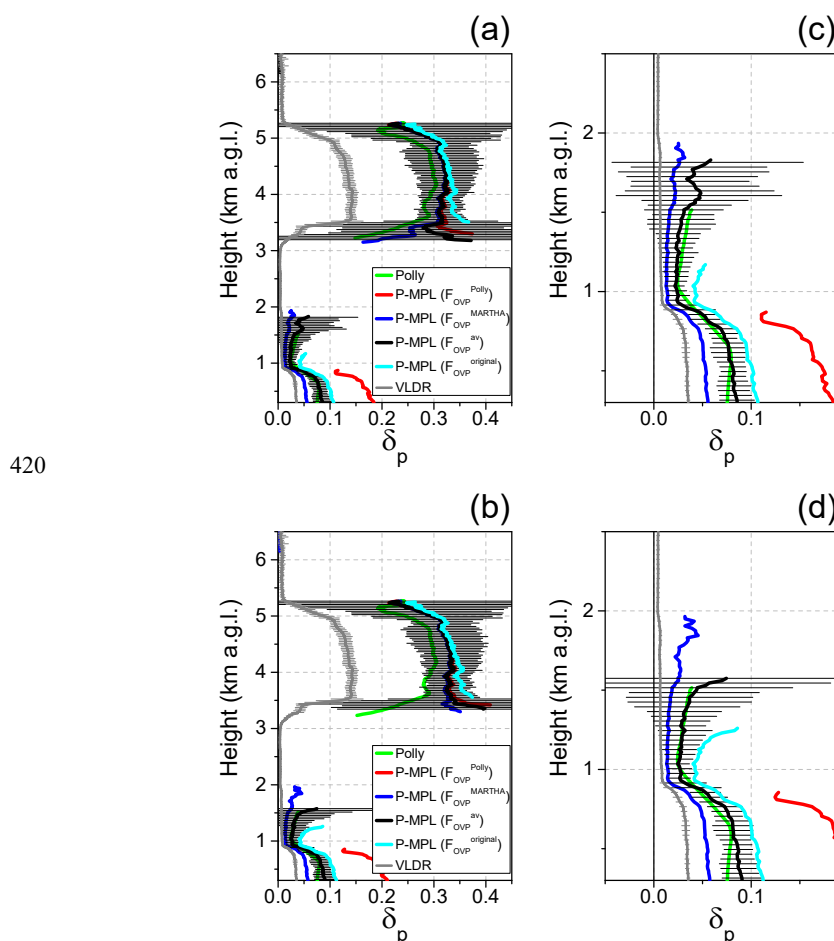 (a)
(c)
6
5
4
3
2
1
Height (km a.g.l.)
Polly
P-MPL (F_OVP^Polly)
P-MPL (F_OVP^MARTHA)
P-MPL (F_OVP^av)
P-MPL (F_OVP^original)
VLDR
0.0 0.1 0.2 0.3 0.4
δ_p
2
1
Height (km a.g.l.)
0.0 0.1
δ_p
420
(b)
(d)
6
5
4
3
2
1
Height (km a.g.l.)
Polly
P-MPL (F_OVP^Polly)
P-MPL (F_OVP^MARTHA)
P-MPL (F_OVP^av)
P-MPL (F_OVP^original)
VLDR
0.0 0.1 0.2 0.3 0.4
δ_p
2
1
Height (km a.g.l.)
0.0 0.1
δ_p